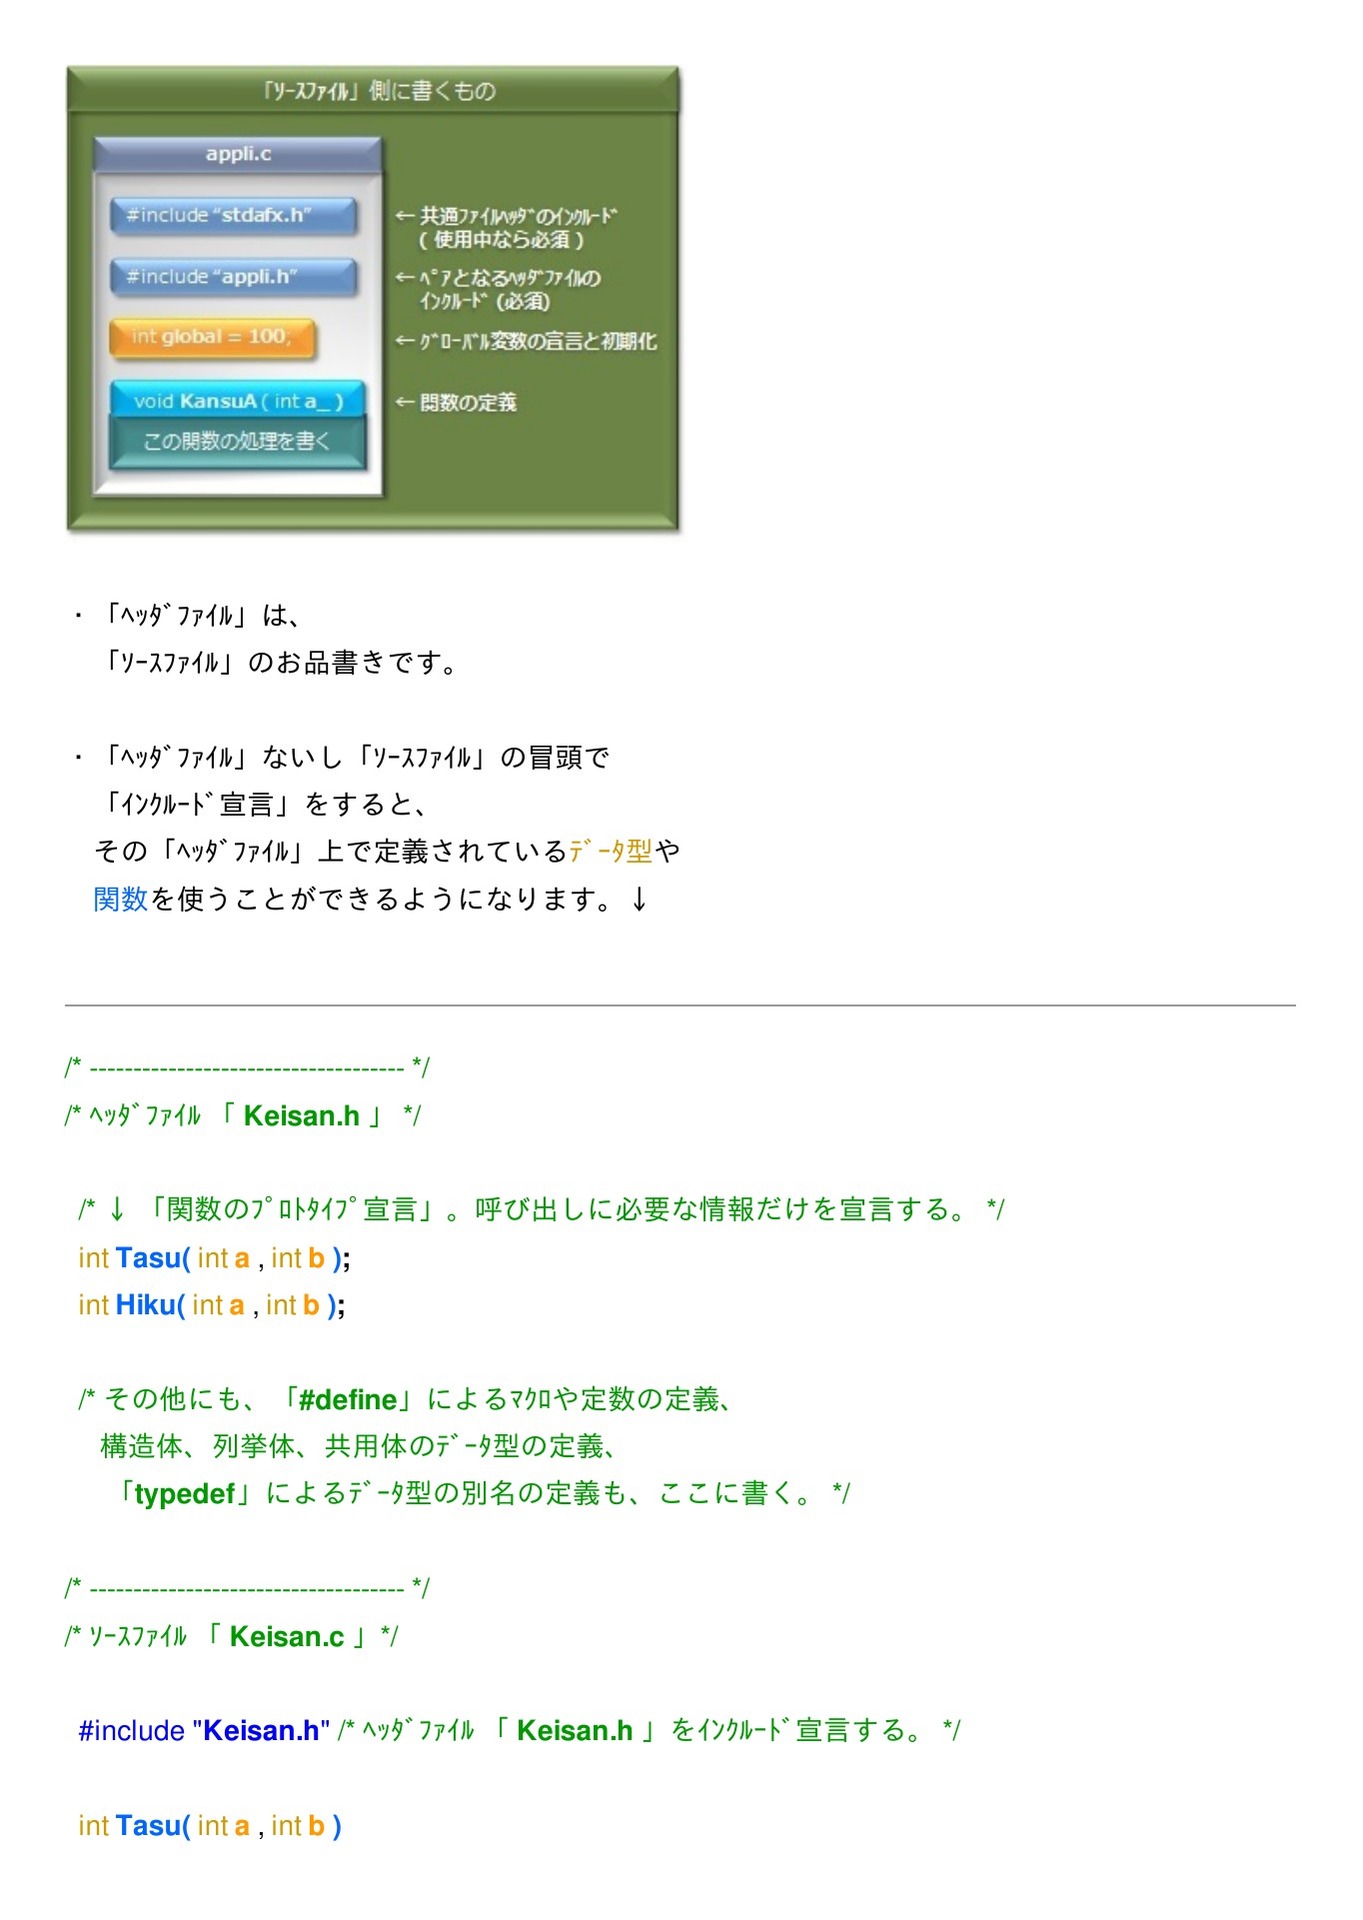 「ｿｰｽﾌｧｲﾙ」側に書くもの
appli.c
#include “stdafx.h”
← 共通ﾌｧｲﾙﾍｯﾀﾞのｲﾝｸﾙｰﾄﾞ
( 使用中なら必須 )
#include “appli.h”
← ﾍﾟｱとなるﾍｯﾀﾞﾌｧｲﾙの
ｲﾝｸﾙｰﾄﾞ (必須)
int global = 100;
← ｸﾞﾛｰﾊﾞﾙ変数の宣言と初期化
void KansuA ( int a_ )
← 関数の定義
この関数の処理を書く
・「ﾍｯﾀﾞﾌｧｲﾙ」は、
「ｿｰｽﾌｧｲﾙ」のお品書きです。
・「ﾍｯﾀﾞﾌｧｲﾙ」ないし「ｿｰｽﾌｧｲﾙ」の冒頭で
「ｲﾝｸﾙｰﾄﾞ宣言」をすると、
その「ﾍｯﾀﾞﾌｧｲﾙ」上で定義されているﾃﾞｰﾀ型や
関数を使うことができるようになります。↓
/* ------------------------------------ */
/* ﾍｯﾀﾞﾌｧｲﾙ 「 Keisan.h 」 */
/* ↓ 「関数のﾌﾟﾛﾄﾀｲﾌﾟ宣言」。呼び出しに必要な情報だけを宣言する。 */
int Tasu( int a , int b );
int Hiku( int a , int b );
/* その他にも、「#define」によるﾏｸﾛや定数の定義、
構造体、列挙体、共用体のﾃﾞｰﾀ型の定義、
「typedef」によるﾃﾞｰﾀ型の別名の定義も、ここに書く。 */
/* ------------------------------------ */
/* ｿｰｽﾌｧｲﾙ 「 Keisan.c 」*/
#include "Keisan.h" /* ﾍｯﾀﾞﾌｧｲﾙ 「 Keisan.h 」をｲﾝｸﾙｰﾄﾞ宣言する。 */
int Tasu( int a , int b )